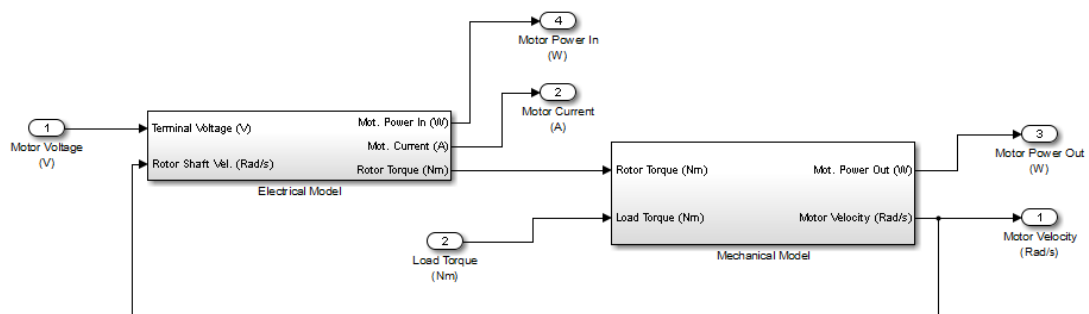 4
Motor Power In
(W)
2
Motor Current
(A)
1
Motor Voltage
(V)
Terminal Voltage (V)
Rotor Shaft Vel. (Rad/s)
Mot. Power In (W)
Mot. Current (A)
Rotor Torque (Nm)
Electrical Model
2
Load Torque
(Nm)
Rotor Torque (Nm)
Load Torque (Nm)
Mot. Power Out (W)
Motor Velocity (Rad/s)
Mechanical Model
3
Motor Power Out
(W)
1
Motor Velocity
(Rad/s)